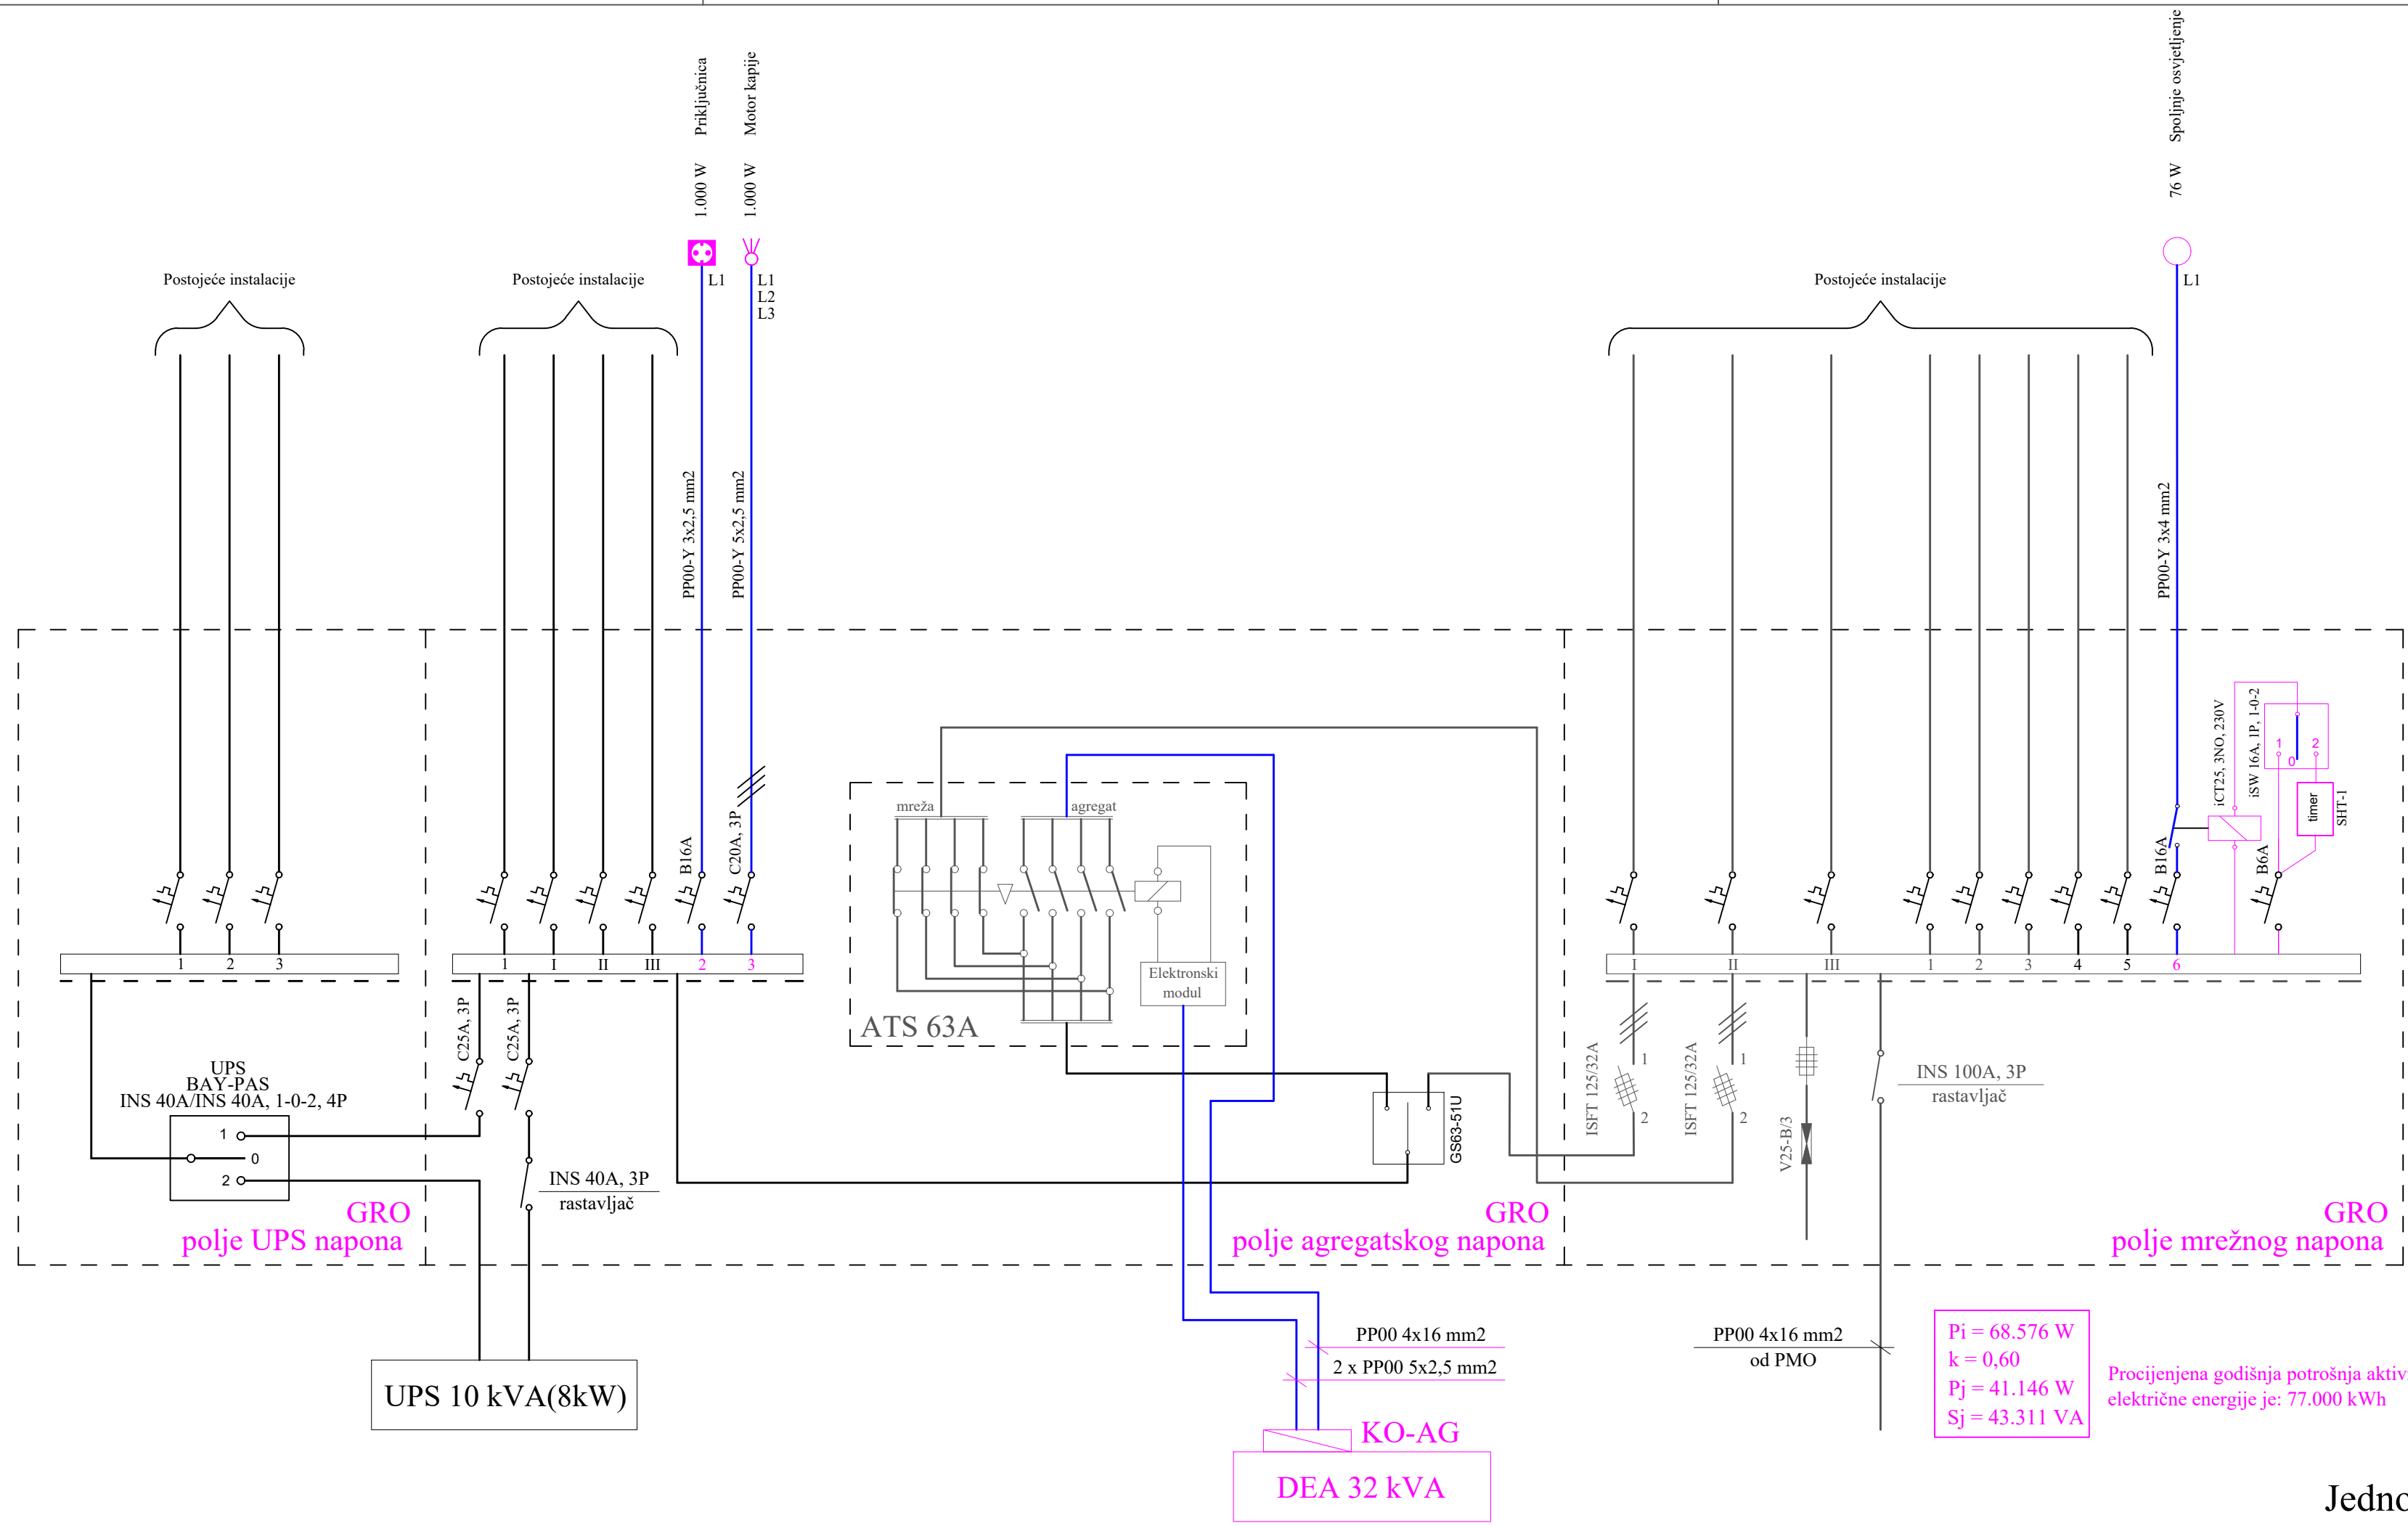 1.000 W Priključnica
1.000 W Motor kapije
76 W Spoljnje osvjetljenje
Postojeće instalacije
Postojeće instalacije
L1
L1
L2
L3
Postojeće instalacije
L1
PP00-Y 3x2,5 mm2
PP00-Y 5x2,5 mm2
PP00-Y 3x4 mm2
B16A
C20A, 3P
mreža
agregat
Elektronski
modul
ATS 63A
B16A
iCT25, 3NO, 230V
iSW 16A, 1P, 1-0-2
1
2
0
timer
SHT-1
B6A
1 2 3
1 I II III 2 3
I II III 1 2 3 4 5 6
C25A, 3P
C25A, 3P
UPS
BAY-PAS
INS 40A/INS 40A, 1-0-2, 4P
1
0
2
INS 40A, 3P
rastavljač
GS63-51U
ISFT 125/32A
1
2
ISFT 125/32A
1
2
V25-B/3
INS 100A, 3P
rastavljač
GRO
polje UPS napona
GRO
polje agregatskog napona
GRO
polje mrežnog napona
UPS 10 kVA(8kW)
PP00 4x16 mm2
2 x PP00 5x2,5 mm2
KO-AG
DEA 32 kVA
PP00 4x16 mm2
od PMO
Pi = 68.576 W
k = 0,60
Pj = 41.146 W
Sj = 43.311 VA
Procijenjena godišnja potrošnja aktiv
električne energije je: 77.000 kWh
Jedno